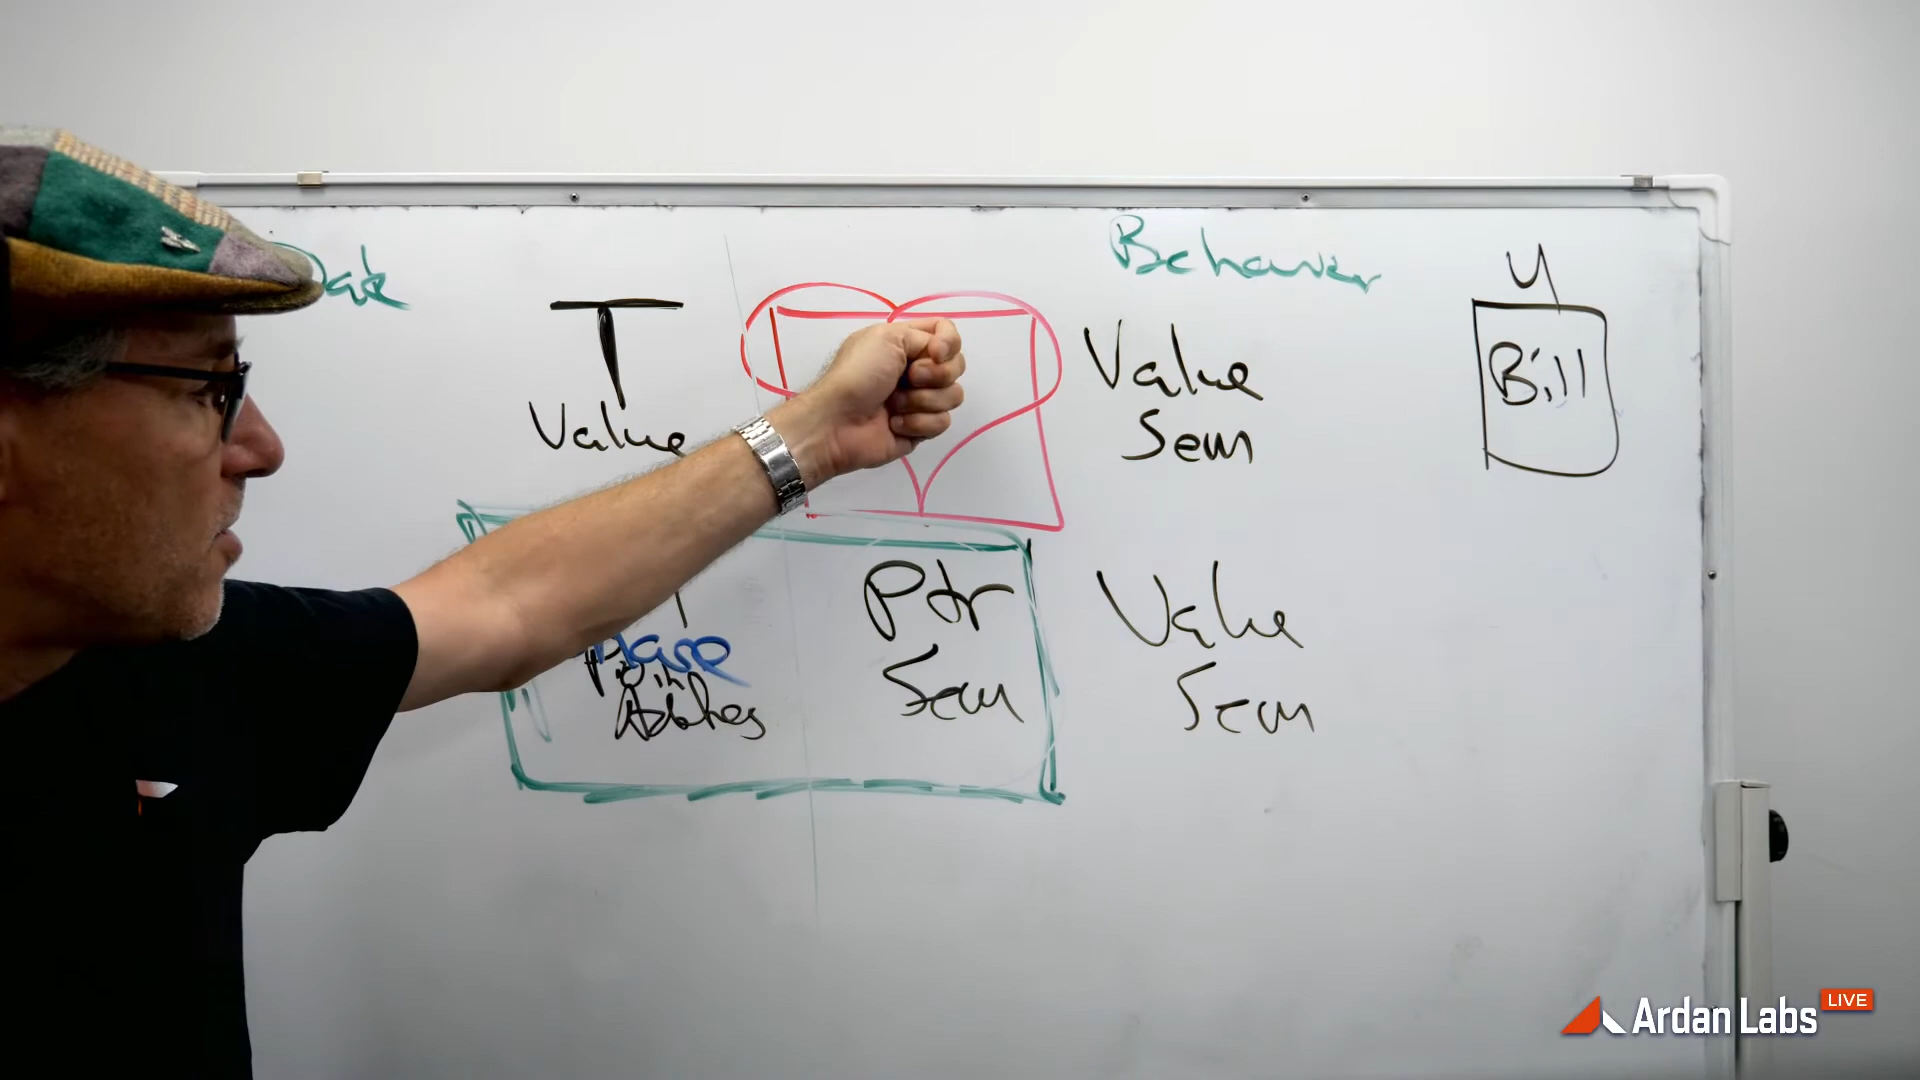 Behavior
U
T
Value
Value
Sem
Bill
Ptr
Sem
Value
Sem
Ardan Labs LIVE